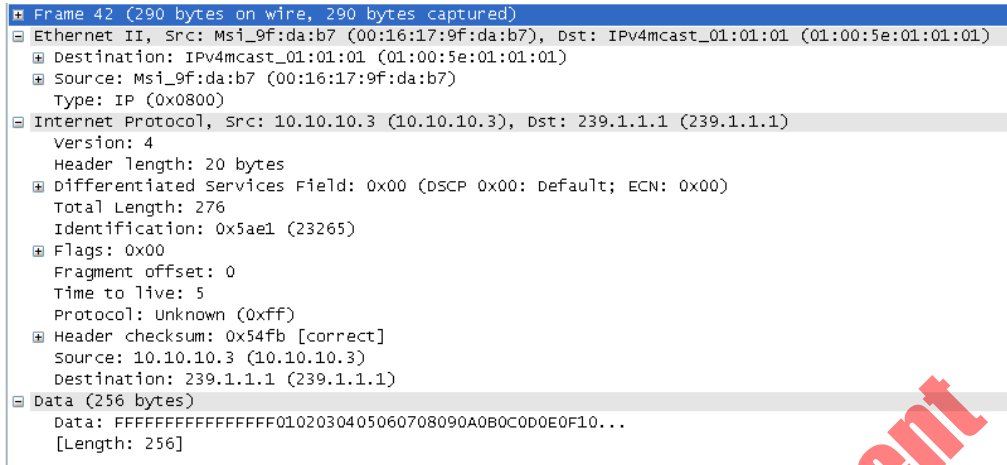 Frame 42 (290 bytes on wire, 290 bytes captured)
Ethernet II, Src: Msi_9f:da:b7 (00:16:17:9f:da:b7), Dst: IPv4mcast_01:01:01 (01:00:5e:01:01:01)
Destination: IPv4mcast_01:01:01 (01:00:5e:01:01:01)
Source: Msi_9f:da:b7 (00:16:17:9f:da:b7)
Type: IP (0x0800)
Internet Protocol, Src: 10.10.10.3 (10.10.10.3), Dst: 239.1.1.1 (239.1.1.1)
Version: 4
Header length: 20 bytes
Differentiated Services Field: 0x00 (DSCP 0x00: Default; ECN: 0x00)
Total Length: 276
Identification: 0x5ae1 (23265)
Flags: 0x00
Fragment offset: 0
Time to live: 5
Protocol: Unknown (0xff)
Header checksum: 0x54fb [correct]
Source: 10.10.10.3 (10.10.10.3)
Destination: 239.1.1.1 (239.1.1.1)
Data (256 bytes)
Data: FFFFFFFFFFFFFFFF0102030405060708090A0B0C0D0E0F10...
[Length: 256]